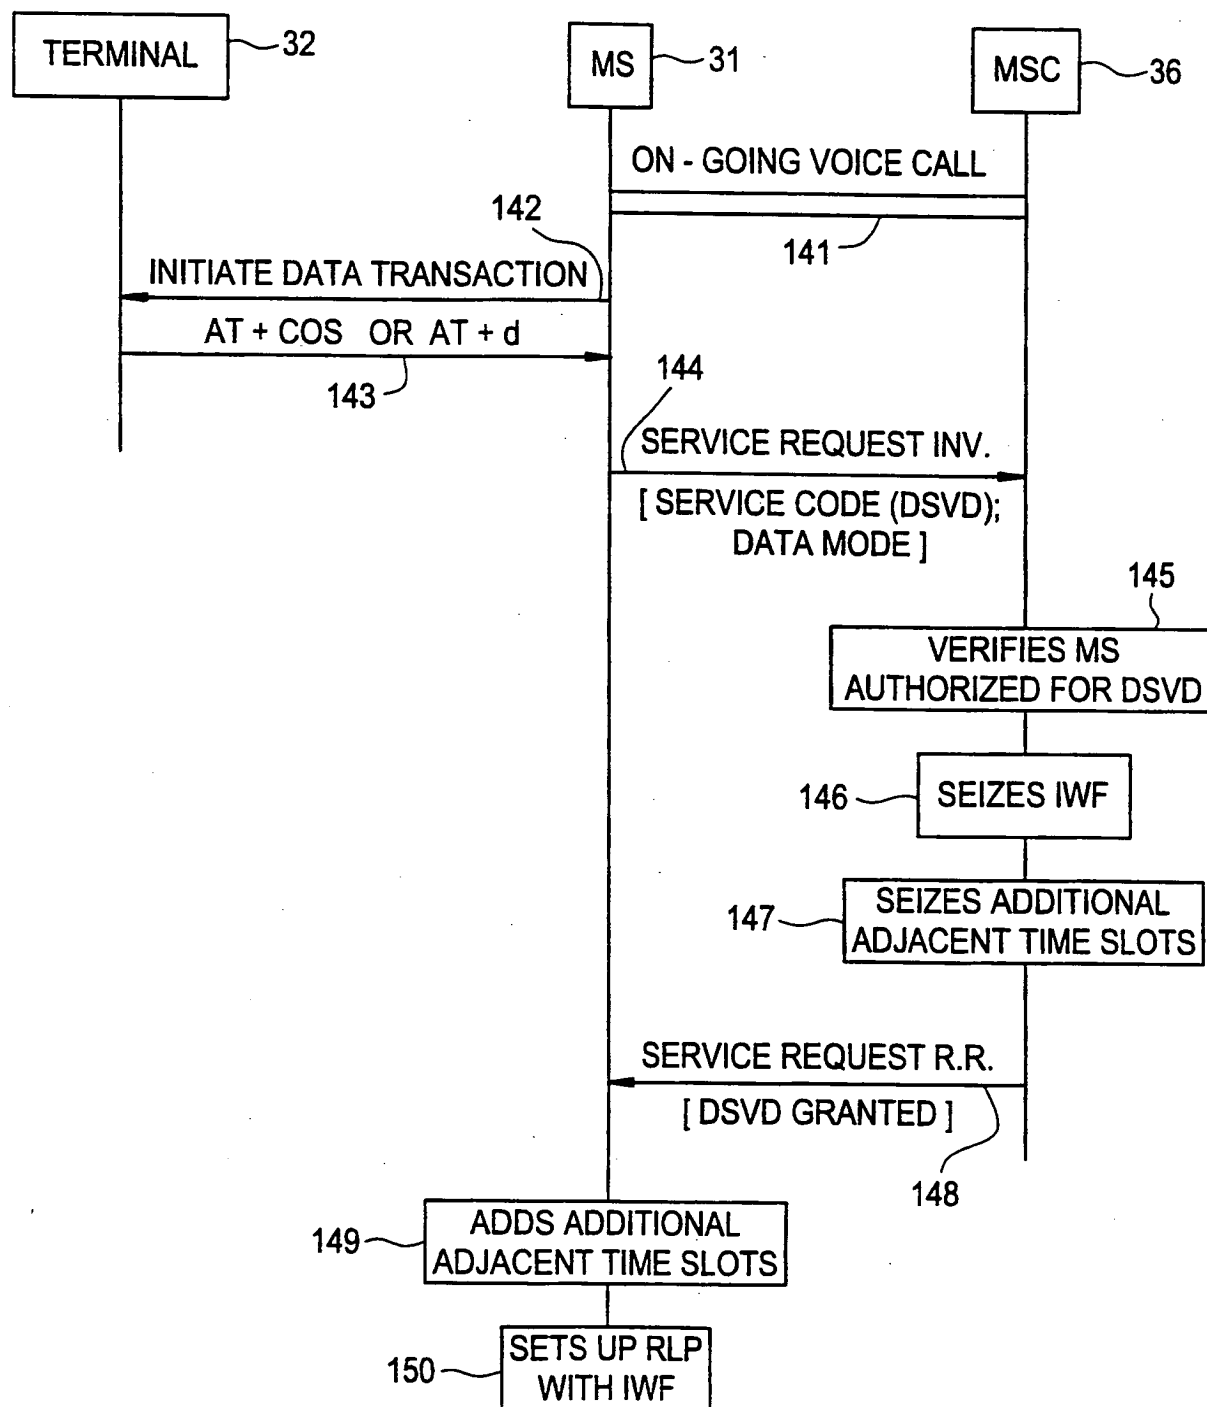 TERMINAL
32
MS
31
MSC
36
ON - GOING VOICE CALL
141
142
INITIATE DATA TRANSACTION
AT + COS OR AT + d
143
144
SERVICE REQUEST INV.
[ SERVICE CODE (DSVD);
DATA MODE ]
145
VERIFIES MS
AUTHORIZED FOR DSVD
146
SEIZES IWF
147
SEIZES ADDITIONAL
ADJACENT TIME SLOTS
SERVICE REQUEST R.R.
[ DSVD GRANTED ]
148
149
ADDS ADDITIONAL
ADJACENT TIME SLOTS
150
SETS UP RLP
WITH IWF